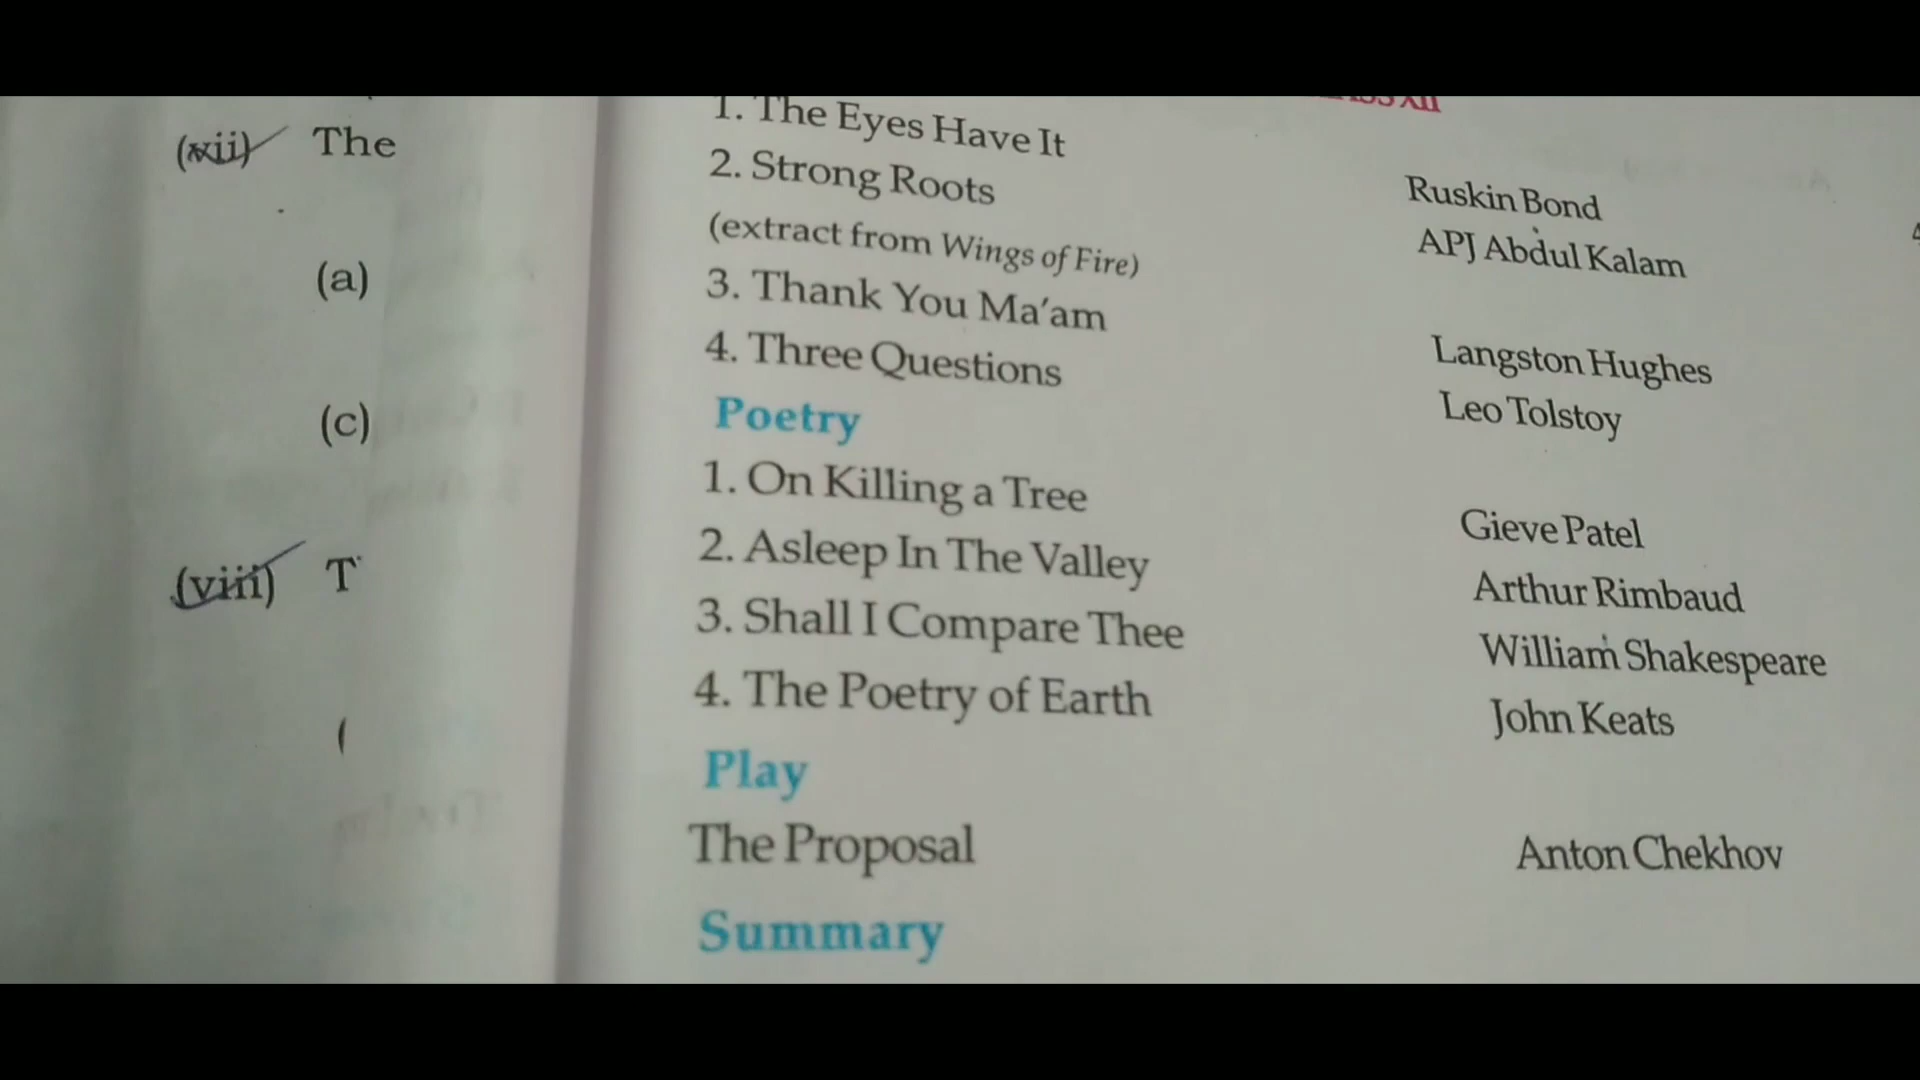 (vii) The
(a)
(c)
(viii) T
(
XII
1. The Eyes Have It
Ruskin Bond
2. Strong Roots
APJ Abdul Kalam
(extract from Wings of Fire)
3. Thank You Ma'am
Langston Hughes
4. Three Questions
Leo Tolstoy
Poetry
1. On Killing a Tree
Gieve Patel
2. Asleep In The Valley
Arthur Rimbaud
3. Shall I Compare Thee
William Shakespeare
4. The Poetry of Earth
John Keats
Play
The Proposal
Anton Chekhov
Summary